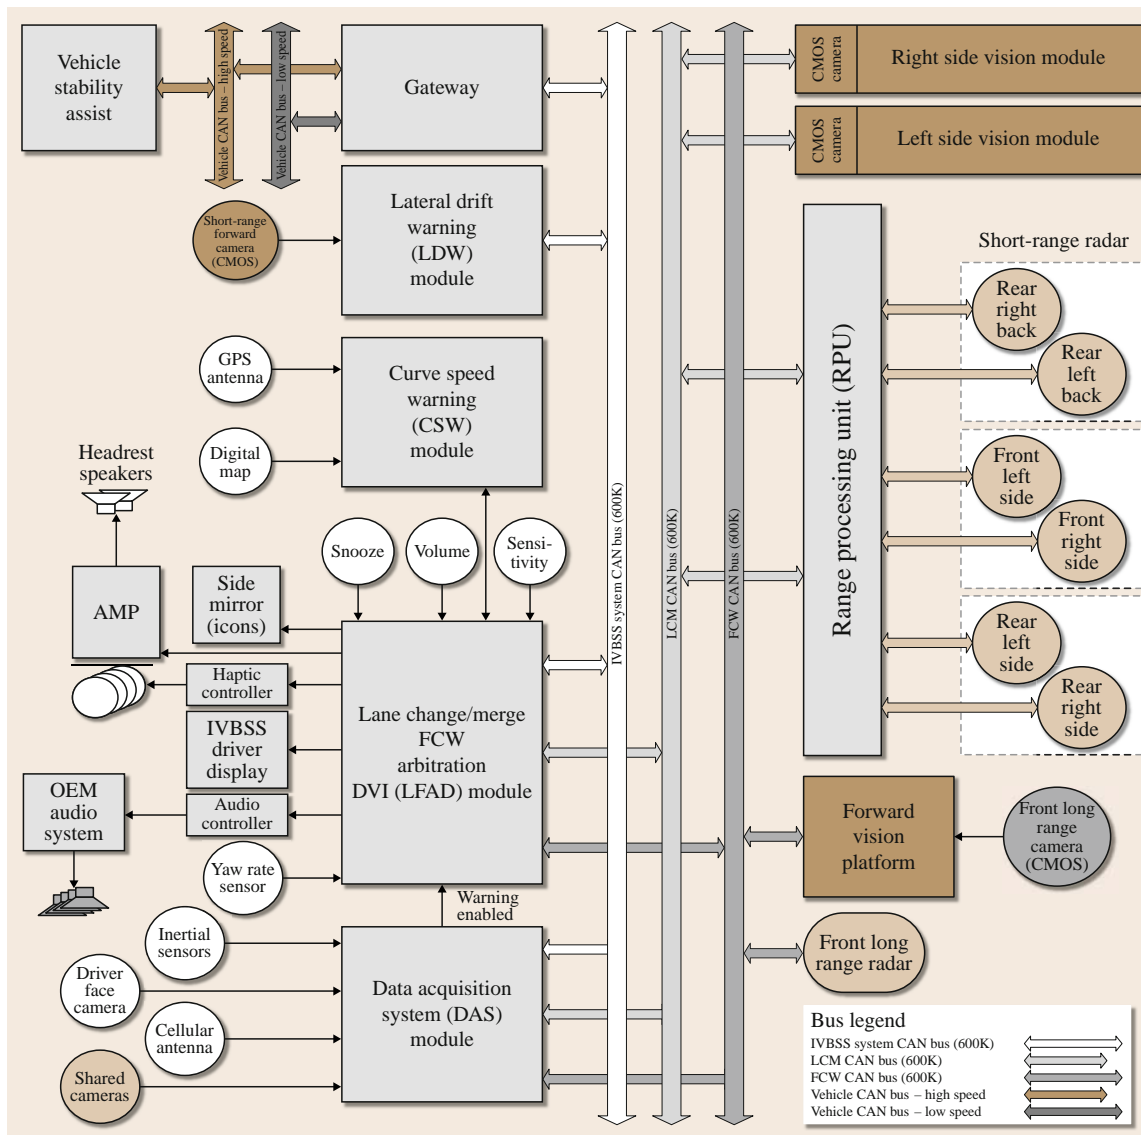 Vehicle
stability
assist
Vehicle CAN bus – high speed
Vehicle CAN bus – low speed
Gateway
CMOS
camera
Right side vision module
CMOS
camera
Left side vision module
Short-range
forward
camera
(CMOS)
Lateral drift
warning
(LDW)
module
GPS
antenna
Digital
map
Curve speed
warning
(CSW)
module
Headrest
speakers
Snooze
Volume
Sensi-
tivity
AMP
Side
mirror
(icons)
Haptic
controller
IVBSS
driver
display
OEM
audio
system
Audio
controller
Yaw rate
sensor
Lane change/merge
FCW
arbitration
DVI (LFAD) module
Warning
enabled
Inertial
sensors
Driver
face
camera
Cellular
antenna
Shared
cameras
Data acquisition
system (DAS)
module
IVBSS system CAN bus (600K)
LCM CAN bus (600K)
FCW CAN bus (600K)
Range processing unit (RPU)
Short-range radar
Rear
right
back
Rear
left
back
Front
left
side
Front
right
side
Rear
left
side
Rear
right
side
Forward
vision
platform
Front long
range
camera
(CMOS)
Front long
range radar
Bus legend
IVBSS system CAN bus (600K)
LCM CAN bus (600K)
FCW CAN bus (600K)
Vehicle CAN bus – high speed
Vehicle CAN bus – low speed